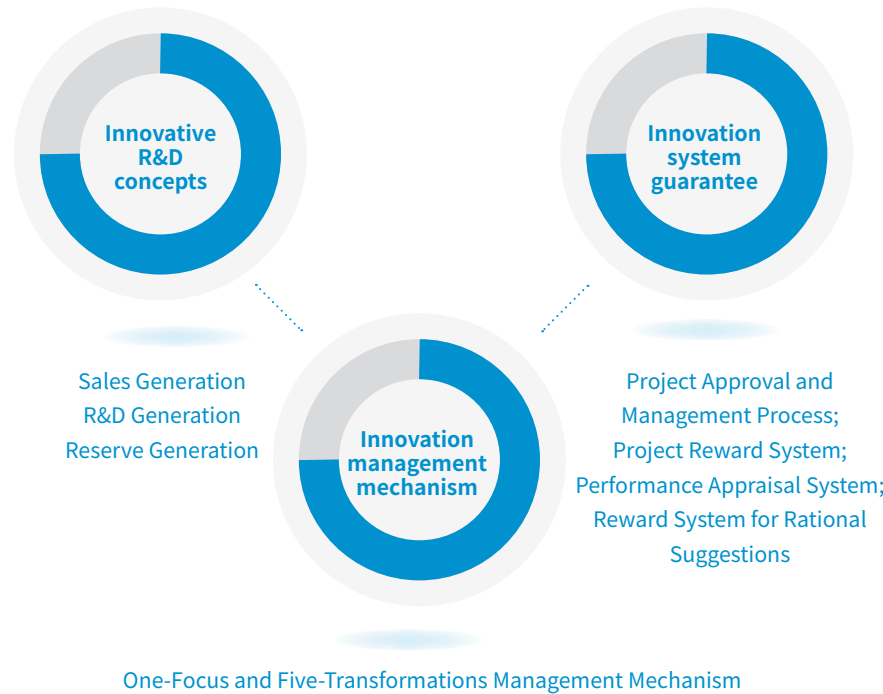 Innovative
R&D
concepts
Sales Generation
R&D Generation
Reserve Generation
Innovation
system
guarantee
Project Approval and
Management Process;
Project Reward System;
Performance Appraisal System;
Reward System for Rational
Suggestions
Innovation
management
mechanism
One-Focus and Five-Transformations Management Mechanism